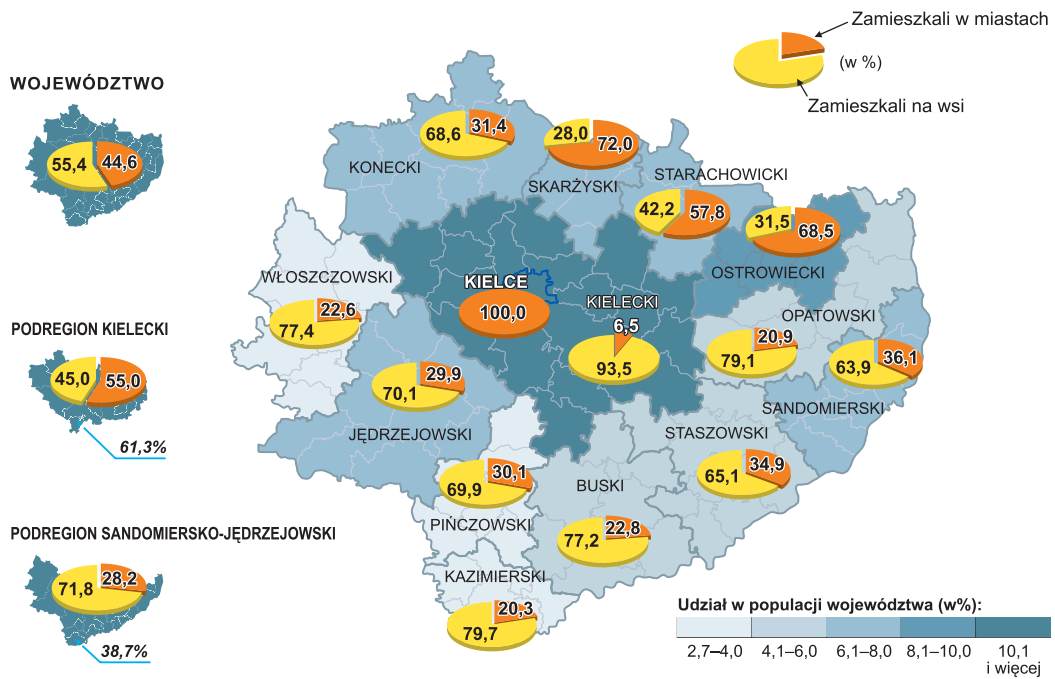 Zamieszkali w miastach
(w %)
Zamieszkali na wsi
WOJEWÓDZTWO
55,4
44,6
PODREGION KIELECKI
45,0
55,0
61,3%
PODREGION SANDOMIERSKO-JĘDRZEJOWSKI
71,8
28,2
38,7%
68,6
31,4
KONECKI
28,0
72,0
SKARŻYSKI
STARACHOWICKI
42,2
57,8
31,5
68,5
OSTROWIECKI
WŁOSZCZOWSKI
22,6
77,4
KIELCE
100,0
KIELECKI
6,5
93,5
OPATOWSKI
20,9
79,1
36,1
63,9
SANDOMIERSKI
29,9
70,1
JĘDRZEJOWSKI
STASZOWSKI
34,9
65,1
30,1
69,9
PIŃCZOWSKI
BUSKI
22,8
77,2
KAZIMIERSKI
20,3
79,7
Udział w populacji województwa (w%):
2,7–4,0
4,1–6,0
6,1–8,0
8,1–10,0
10,1
i więcej